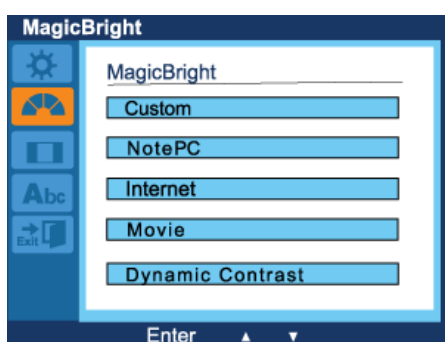 MagicBright
MagicBright
Custom
NotePC
Internet
Abc
Movie
Exit
Dynamic Contrast
Enter ▲ ▼